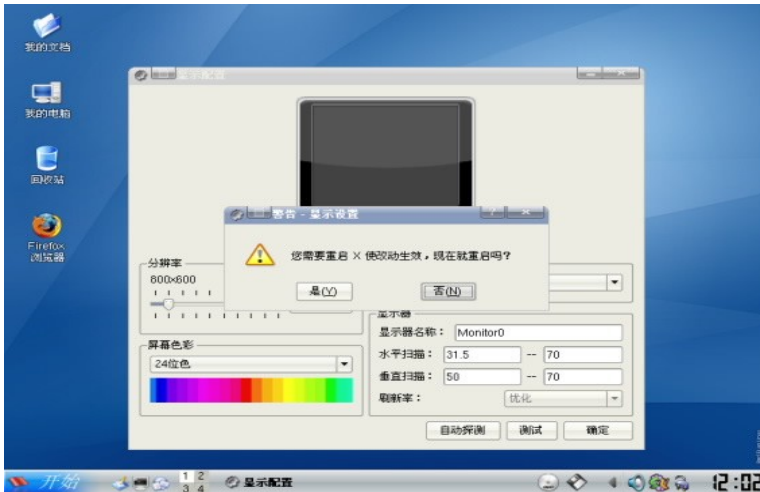 我的文档
我的电脑
回收站
Firefox
浏览器
显示配置
警告 - 显示设置
您需要重启 X 使改动生效，现在就重启吗？
是(Y)
否(N)
分辨率
800x600
屏幕色彩
24位色
显示器
显示器名称： Monitor0
水平扫描： 31.5 -- 70
垂直扫描： 50 -- 70
刷新率： 优化
自动探测 测试 确定
开始 1 2 3 4 显示配置 12:02